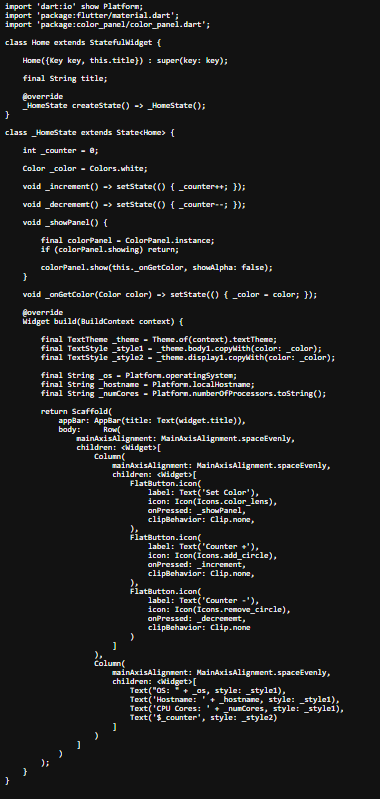 import 'dart:io' show Platform;
import 'package:flutter/material.dart';
import 'package:color_panel/color_panel.dart';

class Home extends StatefulWidget {

    Home({Key key, this.title}) : super(key: key);

    final String title;

    @override
    _HomeState createState() => _HomeState();
}

class _HomeState extends State<Home> {

    int _counter = 0;

    Color _color = Colors.white;

    void _increment() => setState(() { _counter++; });

    void _decrememt() => setState(() { _counter--; });

    void _showPanel() {

        final colorPanel = ColorPanel.instance;
        if (colorPanel.showing) return;

        colorPanel.show(this._onGetColor, showAlpha: false);
    }

    void _onGetColor(Color color) => setState(() { _color = color; });

    @override
    Widget build(BuildContext context) {

        final TextTheme _theme = Theme.of(context).textTheme;
        final TextStyle _style1 = _theme.body1.copyWith(color: _color);
        final TextStyle _style2 = _theme.display1.copyWith(color: _color);

        final String _os = Platform.operatingSystem;
        final String _hostname = Platform.localHostname;
        final String _numCores = Platform.numberOfProcessors.toString();

        return Scaffold(
            appBar: AppBar(title: Text(widget.title)),
            body:     Row(
                mainAxisAlignment: MainAxisAlignment.spaceEvenly,
                children: <Widget>[
                    Column(
                        mainAxisAlignment: MainAxisAlignment.spaceEvenly,
                        children: <Widget>[
                            FlatButton.icon(
                                label: Text('Set Color'),
                                icon: Icon(Icons.color_lens),
                                onPressed: _showPanel,
                                clipBehavior: Clip.none,
                            ),
                            FlatButton.icon(
                                label: Text('Counter +'),
                                icon: Icon(Icons.add_circle),
                                onPressed: _increment,
                                clipBehavior: Clip.none,
                            ),
                            FlatButton.icon(
                                label: Text('Counter -'),
                                icon: Icon(Icons.remove_circle),
                                onPressed: _decrememt,
                                clipBehavior: Clip.none
                            )
                        ]
                    ),
                    Column(
                        mainAxisAlignment: MainAxisAlignment.spaceEvenly,
                        children: <Widget>[
                            Text("OS: " + _os, style: _style1),
                            Text('Hostname: ' + _hostname, style: _style1),
                            Text('CPU Cores: ' + _numCores, style: _style1),
                            Text('$_counter', style: _style2)
                        ]
                    )
                ]
            )
        );
    }
}